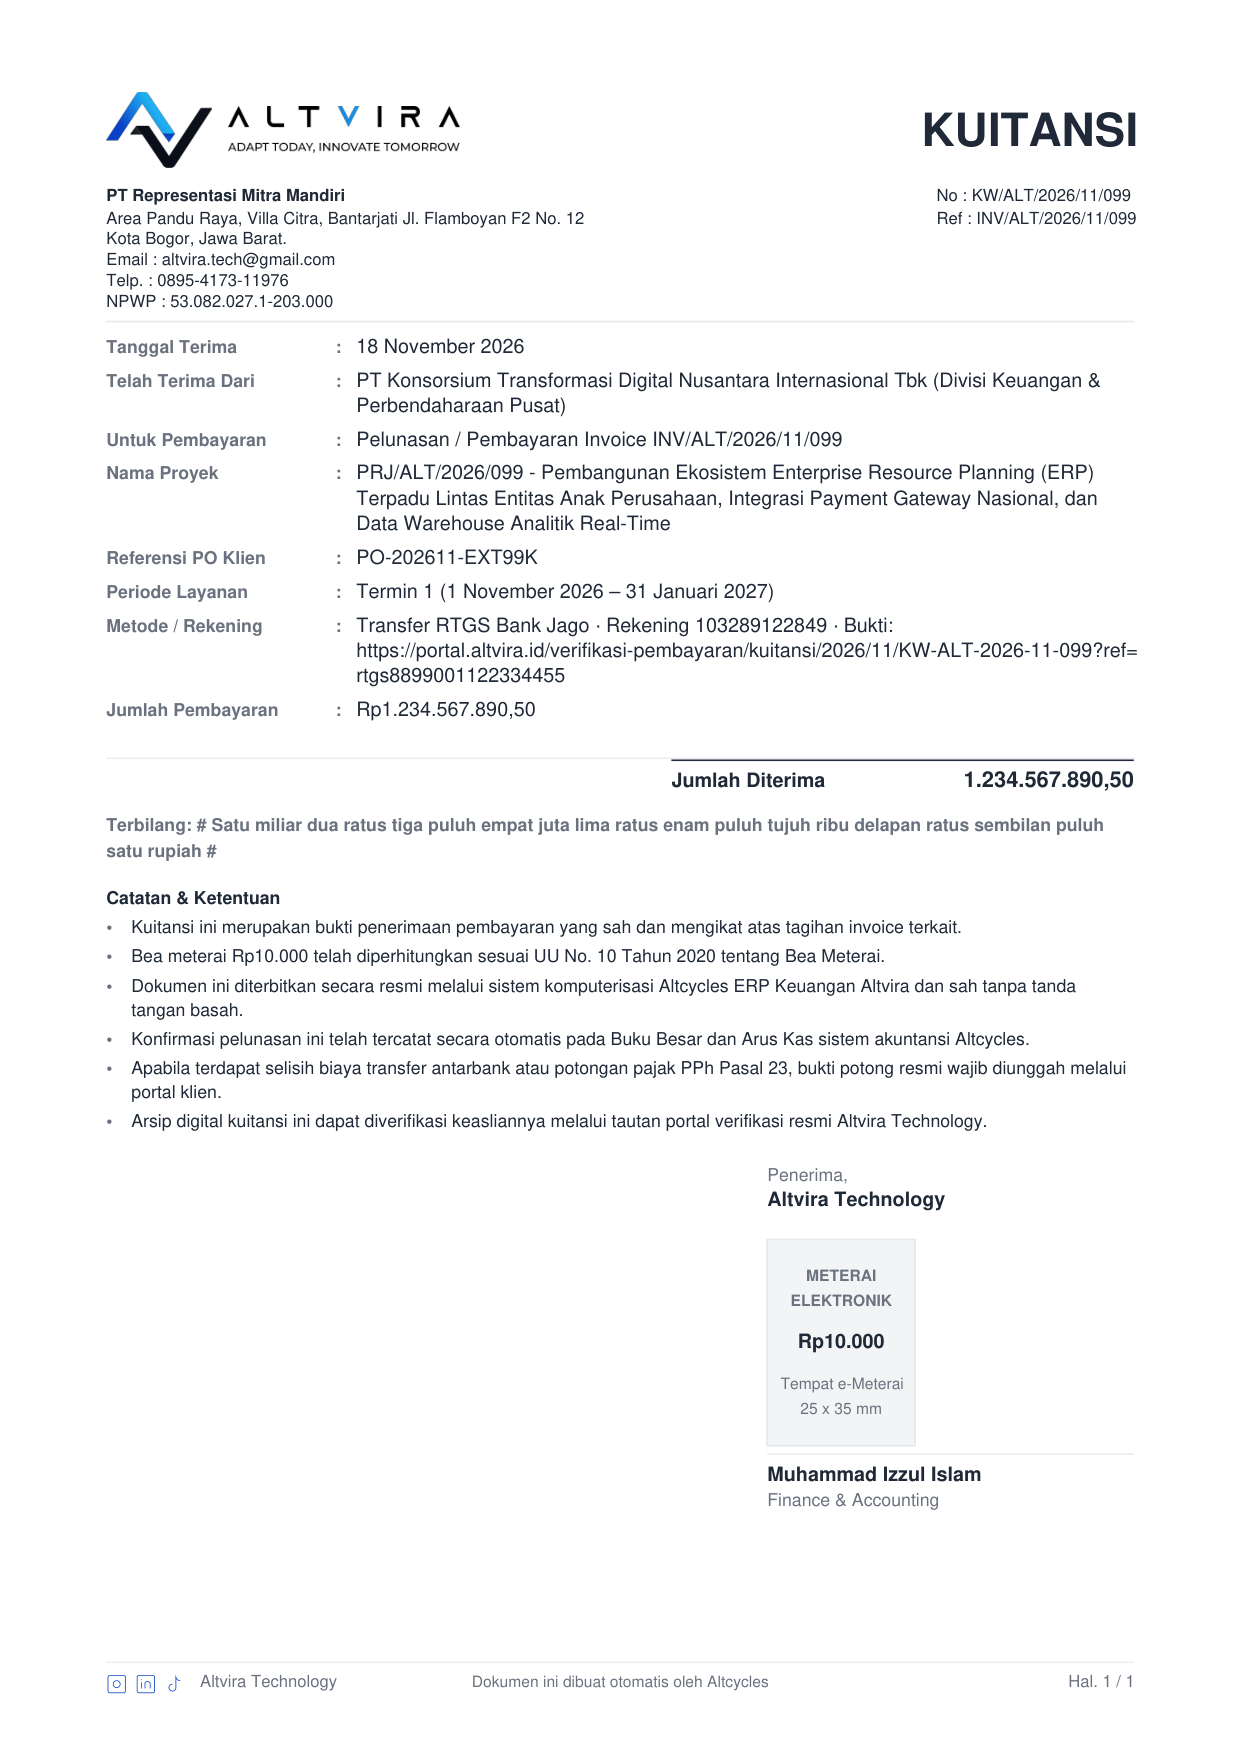 ALTVIRA
ADAPT TODAY, INNOVATE TOMORROW
KUITANSI
PT Representasi Mitra Mandiri
Area Pandu Raya, Villa Citra, Bantarjati Jl. Flamboyan F2 No. 12
Kota Bogor, Jawa Barat.
Email : altvira.tech@gmail.com
Telp. : 0895-4173-11976
NPWP : 53.082.027.1-203.000
No : KW/ALT/2026/11/099
Ref : INV/ALT/2026/11/099
Tanggal Terima : 18 November 2026
Telah Terima Dari : PT Konsorsium Transformasi Digital Nusantara Internasional Tbk (Divisi Keuangan &
Perbendaharaan Pusat)
Untuk Pembayaran : Pelunasan / Pembayaran Invoice INV/ALT/2026/11/099
Nama Proyek : PRJ/ALT/2026/099 - Pembangunan Ekosistem Enterprise Resource Planning (ERP)
Terpadu Lintas Entitas Anak Perusahaan, Integrasi Payment Gateway Nasional, dan
Data Warehouse Analitik Real-Time
Referensi PO Klien : PO-202611-EXT99K
Periode Layanan : Termin 1 (1 November 2026 – 31 Januari 2027)
Metode / Rekening : Transfer RTGS Bank Jago · Rekening 103289122849 · Bukti:
https://portal.altvira.id/verifikasi-pembayaran/kuitansi/2026/11/KW-ALT-2026-11-099?ref=
rtgs8899001122334455
Jumlah Pembayaran : Rp1.234.567.890,50
Jumlah Diterima 1.234.567.890,50
Terbilang: # Satu miliar dua ratus tiga puluh empat juta lima ratus enam puluh tujuh ribu delapan ratus sembilan puluh
satu rupiah #
Catatan & Ketentuan
• Kuitansi ini merupakan bukti penerimaan pembayaran yang sah dan mengikat atas tagihan invoice terkait.
• Bea meterai Rp10.000 telah diperhitungkan sesuai UU No. 10 Tahun 2020 tentang Bea Meterai.
• Dokumen ini diterbitkan secara resmi melalui sistem komputerisasi Altcycles ERP Keuangan Altvira dan sah tanpa tanda
tangan basah.
• Konfirmasi pelunasan ini telah tercatat secara otomatis pada Buku Besar dan Arus Kas sistem akuntansi Altcycles.
• Apabila terdapat selisih biaya transfer antarbank atau potongan pajak PPh Pasal 23, bukti potong resmi wajib diunggah melalui
portal klien.
• Arsip digital kuitansi ini dapat diverifikasi keasliannya melalui tautan portal verifikasi resmi Altvira Technology.
Penerima,
Altvira Technology
METERAI
ELEKTRONIK
Rp10.000
Tempat e-Meterai
25 x 35 mm
Muhammad Izzul Islam
Finance & Accounting
Altvira Technology
Dokumen ini dibuat otomatis oleh Altcycles
Hal. 1 / 1